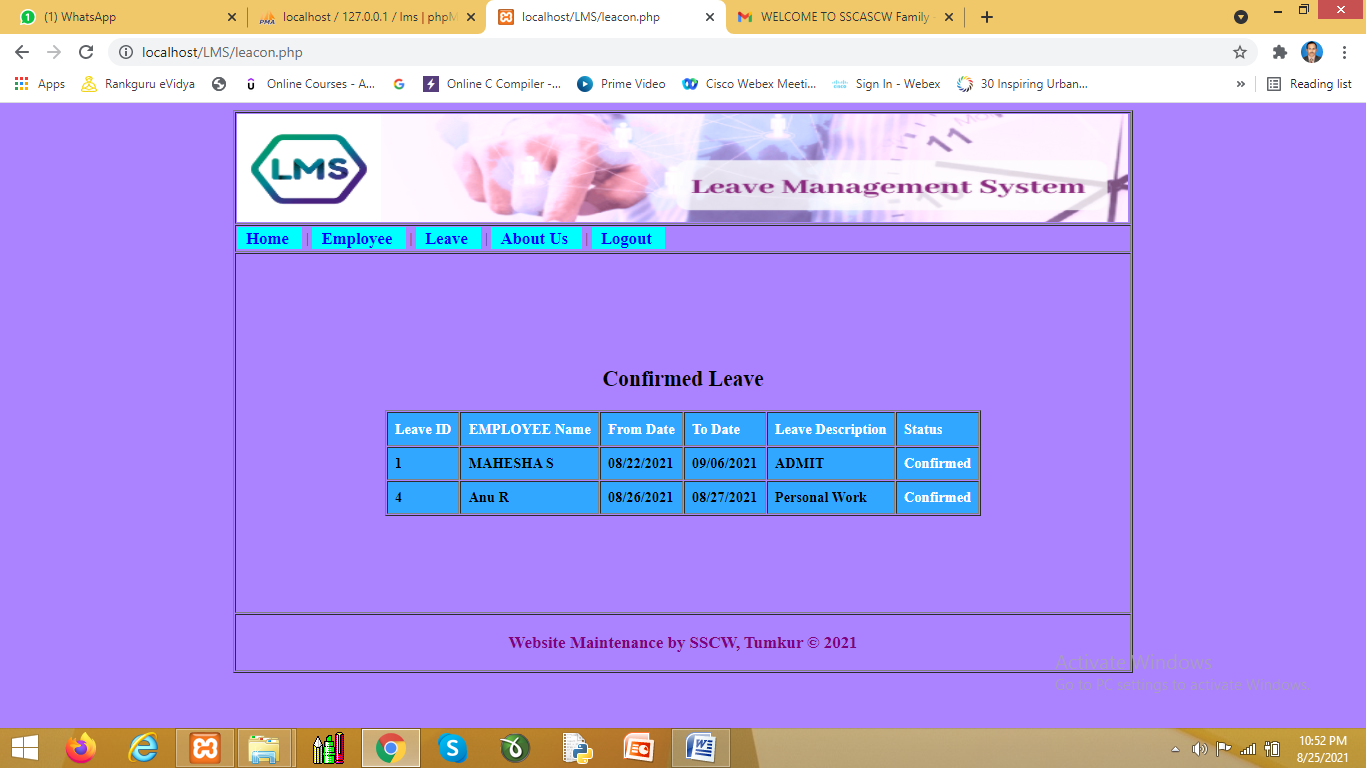 (1) WhatsApp
localhost / 127.0.0.1 / lms | phpM
localhost/LMS/leacon.php
WELCOME TO SSCASCW Family
localhost/LMS/leacon.php
Apps
Rankguru eVidya
Online Courses - A...
Online C Compiler -...
Prime Video
Cisco Webex Meeti...
Sign In - Webex
30 Inspiring Urban...
»
Reading list
LMS
11
Leave Management System
Home | Employee | Leave | About Us | Logout
Confirmed Leave
Leave ID EMPLOYEE Name From Date To Date Leave Description Status
1 MAHESHA S 08/22/2021 09/06/2021 ADMIT Confirmed
4 Anu R 08/26/2021 08/27/2021 Personal Work Confirmed
Website Maintenance by SSCW, Tumkur © 2021
Activate Windows
Go to PC settings to activate Windows.
10:52 PM
8/25/2021